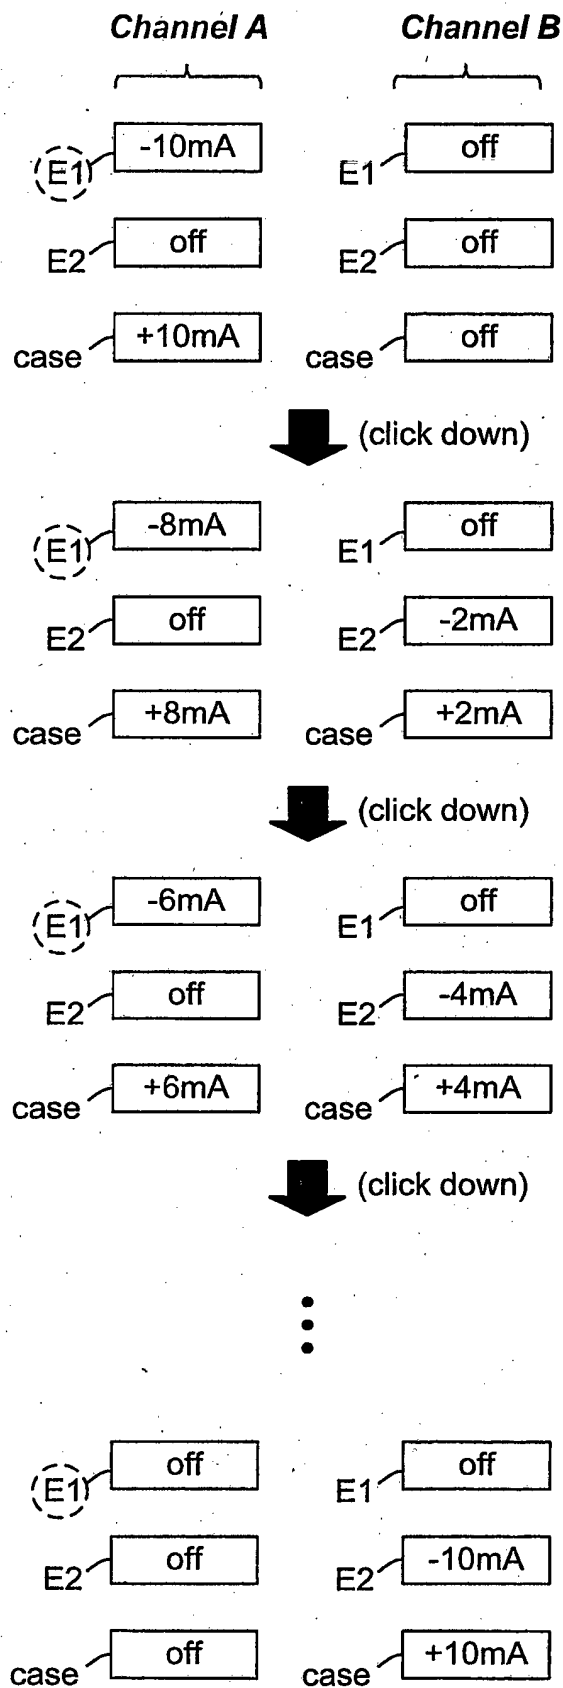 Channel A Channel B
E1 -10mA E1 off
E2 off E2 off
case +10mA case off
(click down)
E1 -8mA E1 off
E2 off E2 -2mA
case +8mA case +2mA
(click down)
E1 -6mA E1 off
E2 off E2 -4mA
case +6mA case +4mA
(click down)
E1 off E1 off
E2 off E2 -10mA
case off case +10mA